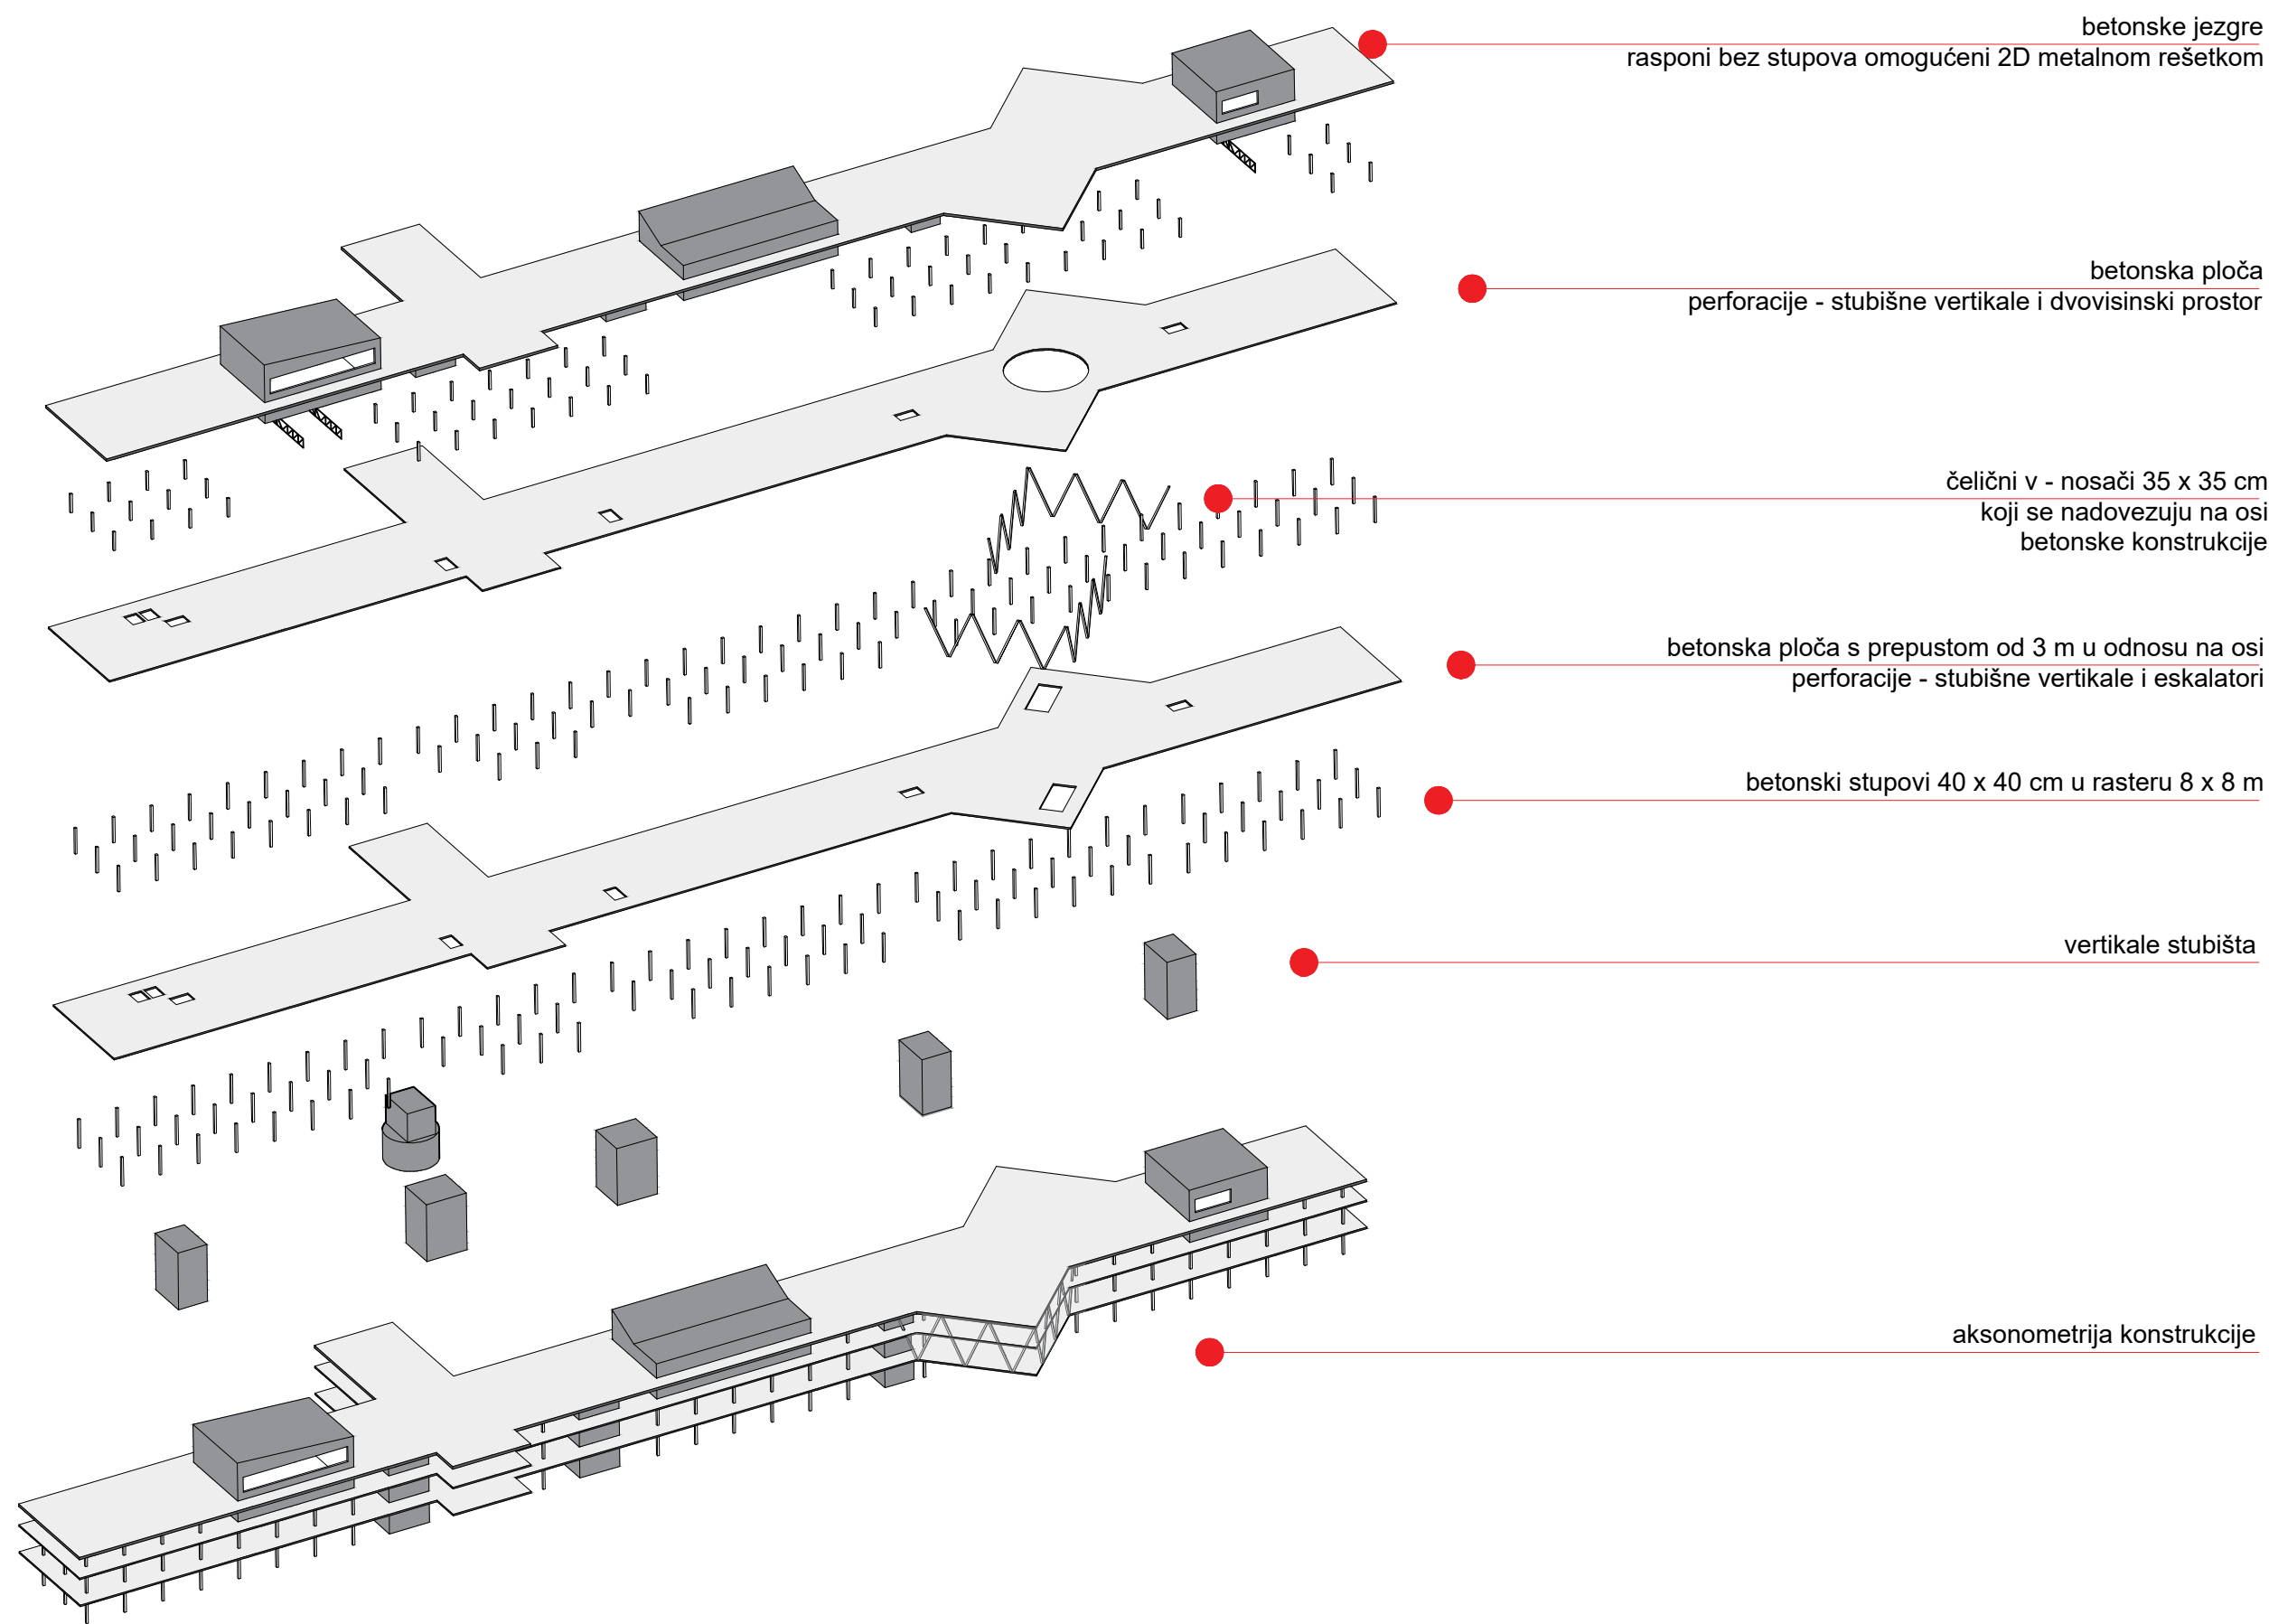 betonske jezgre
rasponi bez stupova omogućeni 2D metalnom rešetkom
betonska ploča
perforacije - stubišne vertikale i dvovisinski prostor
čelični v - nosači 35 x 35 cm
koji se nadovezuju na osi
betonske konstrukcije
betonska ploča s prepustom od 3 m u odnosu na osi
perforacije - stubišne vertikale i eskalatori
betonski stupovi 40 x 40 cm u rasteru 8 x 8 m
vertikale stubišta
aksonometrija konstrukcije